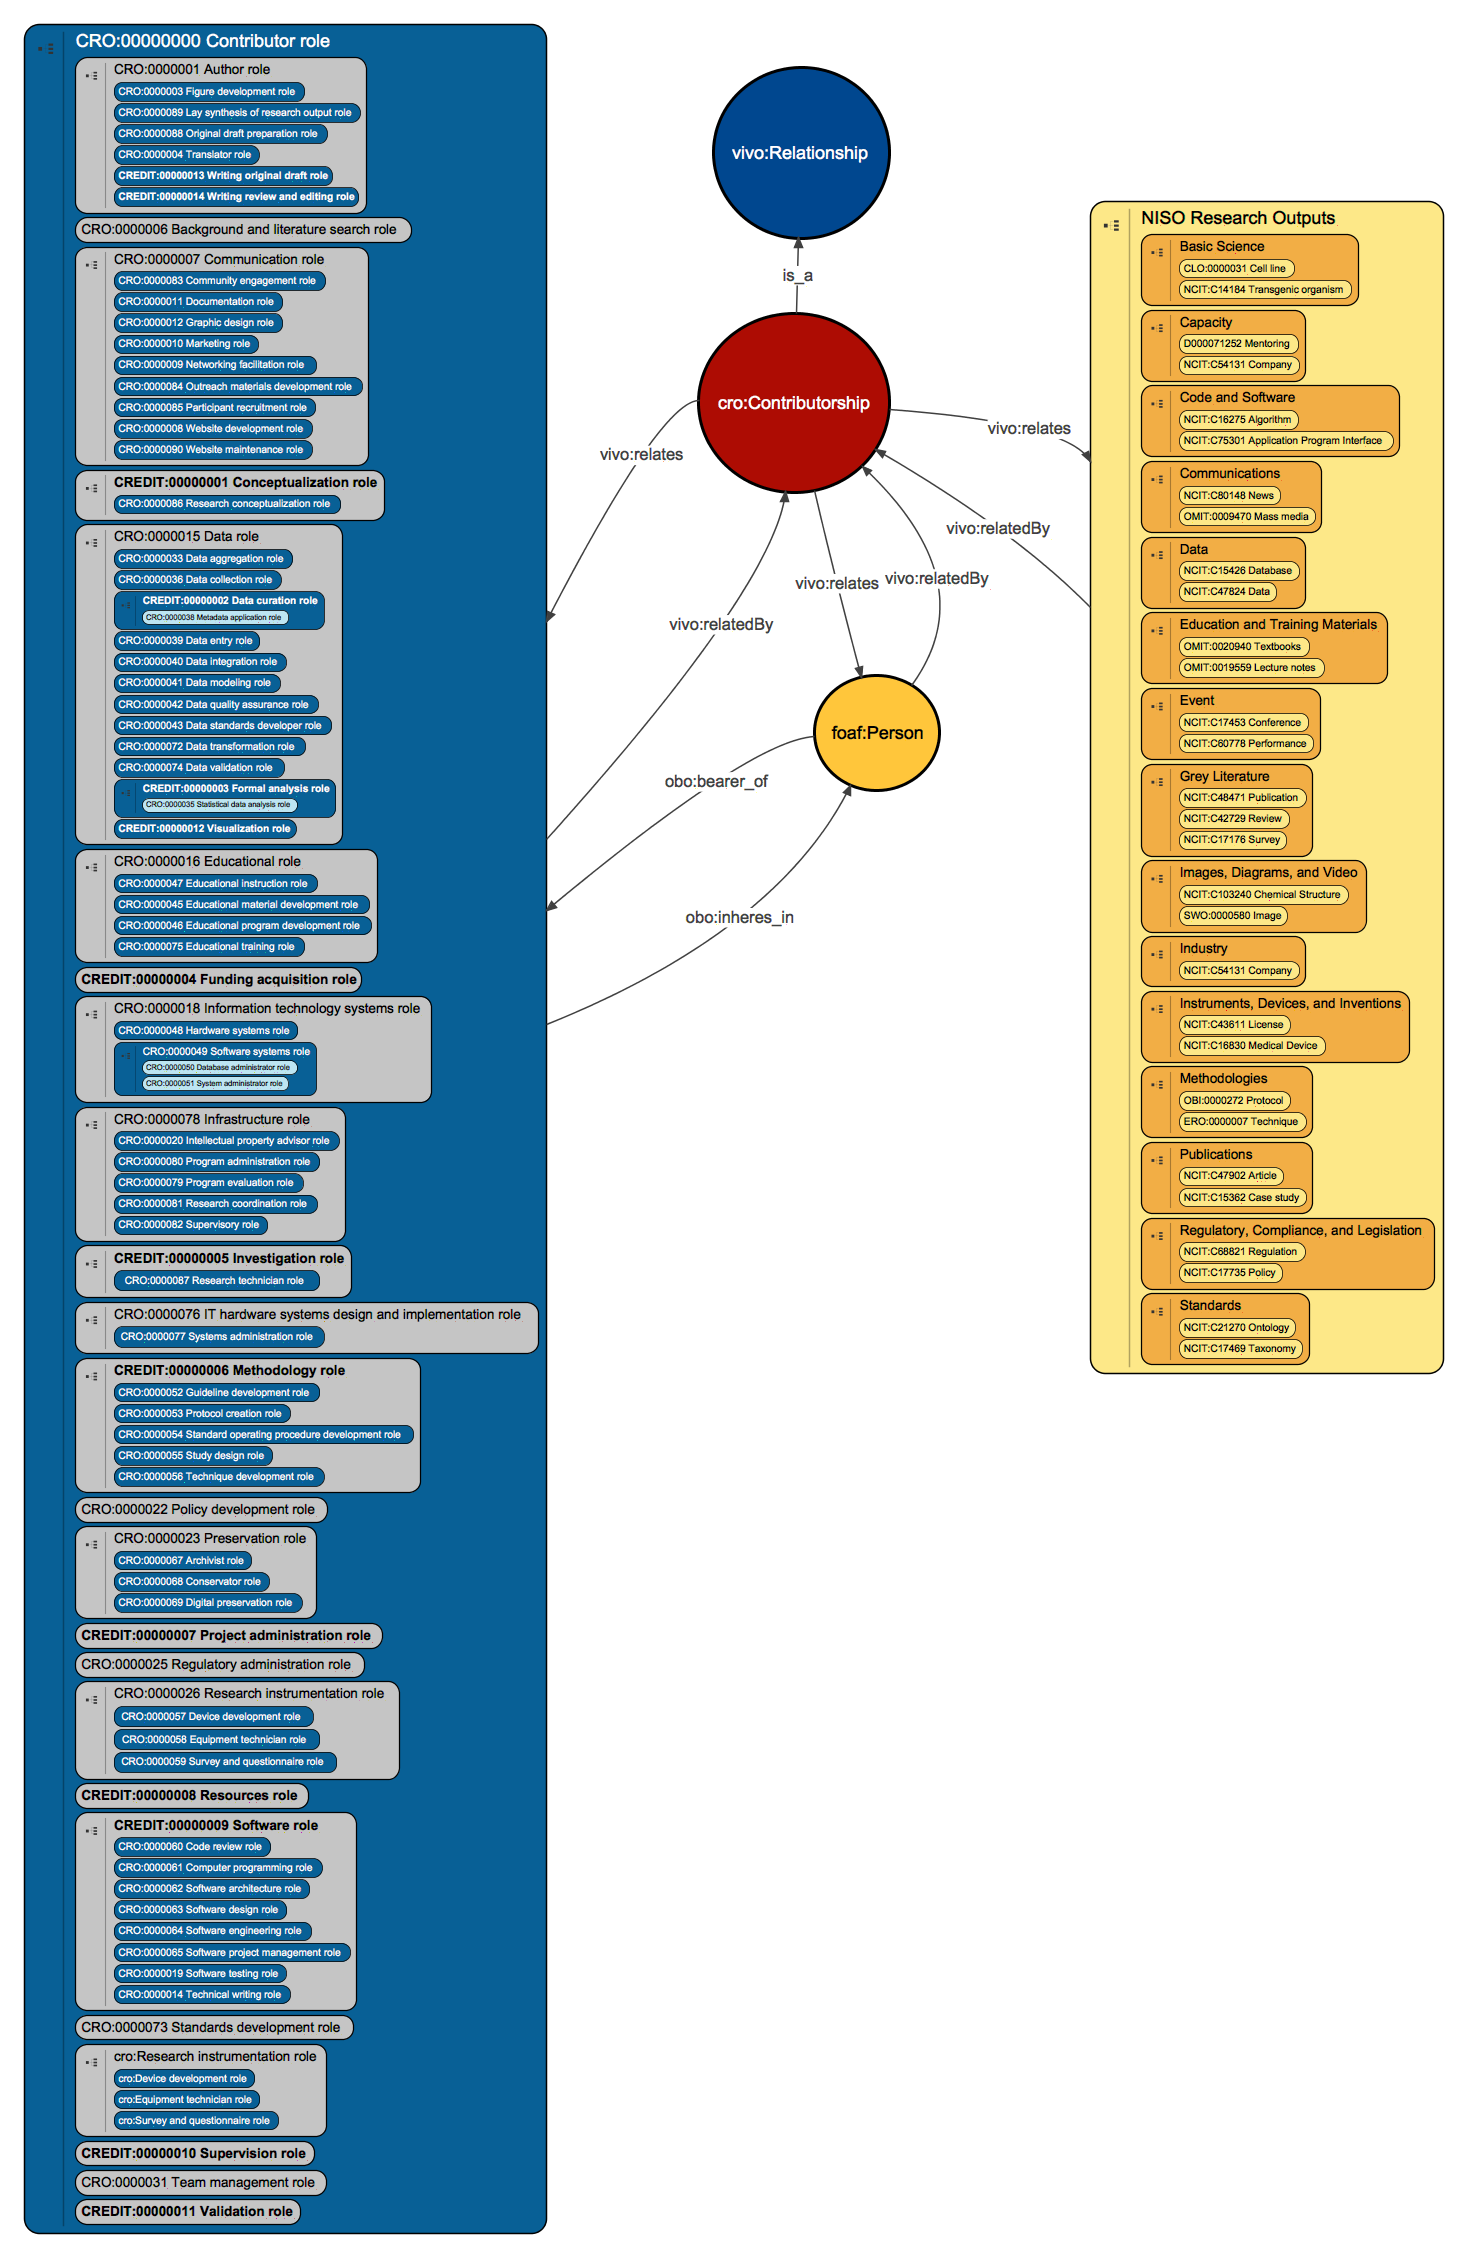 CRO:00000000 Contributor role
CRO:0000001 Author role
CRO:0000003 Figure development role
CRO:0000089 Lay synthesis of research output role
CRO:0000088 Original draft preparation role
CRO:0000004 Translator role
CREDIT:00000013 Writing original draft role
CREDIT:00000014 Writing review and editing role
CRO:0000006 Background and literature search role
CRO:0000007 Communication role
CRO:0000083 Community engagement role
CRO:0000011 Documentation role
CRO:0000012 Graphic design role
CRO:0000010 Marketing role
CRO:0000009 Networking facilitation role
CRO:0000084 Outreach materials development role
CRO:0000085 Participant recruitment role
CRO:0000008 Website development role
CRO:0000090 Website maintenance role
CREDIT:00000001 Conceptualization role
CRO:0000086 Research conceptualization role
CRO:0000015 Data role
CRO:0000033 Data aggregation role
CRO:0000036 Data collection role
CREDIT:00000002 Data curation role
CRO:0000038 Metadata application role
CRO:0000039 Data entry role
CRO:0000040 Data integration role
CRO:0000041 Data modeling role
CRO:0000042 Data quality assurance role
CRO:0000043 Data standards developer role
CRO:0000072 Data transformation role
CRO:0000074 Data validation role
CREDIT:00000003 Formal analysis role
CRO:0000035 Statistical data analysis role
CREDIT:00000012 Visualization role
CRO:0000016 Educational role
CRO:0000047 Educational instruction role
CRO:0000045 Educational material development role
CRO:0000046 Educational program development role
CRO:0000075 Educational training role
CREDIT:00000004 Funding acquisition role
CRO:0000018 Information technology systems role
CRO:0000048 Hardware systems role
CRO:0000049 Software systems role
CRO:0000050 Database administrator role
CRO:0000051 System administrator role
CRO:0000078 Infrastructure role
CRO:0000020 Intellectual property advisor role
CRO:0000080 Program administration role
CRO:0000079 Program evaluation role
CRO:0000081 Research coordination role
CRO:0000082 Supervisory role
CREDIT:00000005 Investigation role
CRO:0000087 Research technician role
CRO:0000076 IT hardware systems design and implementation role
CRO:0000077 Systems administration role
CREDIT:00000006 Methodology role
CRO:0000052 Guideline development role
CRO:0000053 Protocol creation role
CRO:0000054 Standard operating procedure development role
CRO:0000055 Study design role
CRO:0000056 Technique development role
CRO:0000022 Policy development role
CRO:0000023 Preservation role
CRO:0000067 Archivist role
CRO:0000068 Conservator role
CRO:0000069 Digital preservation role
CREDIT:00000007 Project administration role
CRO:0000025 Regulatory administration role
CRO:0000026 Research instrumentation role
CRO:0000057 Device development role
CRO:0000058 Equipment technician role
CRO:0000059 Survey and questionnaire role
CREDIT:00000008 Resources role
CREDIT:00000009 Software role
CRO:0000060 Code review role
CRO:0000061 Computer programming role
CRO:0000062 Software architecture role
CRO:0000063 Software design role
CRO:0000064 Software engineering role
CRO:0000065 Software project management role
CRO:0000019 Software testing role
CRO:0000014 Technical writing role
CRO:0000073 Standards development role
cro:Research instrumentation role
cro:Device development role
cro:Equipment technician role
cro:Survey and questionnaire role
CREDIT:00000010 Supervision role
CRO:0000031 Team management role
CREDIT:00000011 Validation role
vivo:Relationship
is_a
cro:Contributorship
vivo:relates
vivo:relates
vivo:relatedBy
vivo:relates
vivo:relatedBy
vivo:relatedBy
foaf:Person
obo:bearer_of
obo:inheres_in
NISO Research Outputs
Basic Science
CLO:0000031 Cell line
NCIT:C14184 Transgenic organism
Capacity
D000071252 Mentoring
NCIT:C54131 Company
Code and Software
NCIT:C16275 Algorithm
NCIT:C75301 Application Program Interface
Communications
NCIT:C80148 News
OMIT:0009470 Mass media
Data
NCIT:C15426 Database
NCIT:C47824 Data
Education and Training Materials
OMIT:0020940 Textbooks
OMIT:0019559 Lecture notes
Event
NCIT:C17453 Conference
NCIT:C60778 Performance
Grey Literature
NCIT:C48471 Publication
NCIT:C42729 Review
NCIT:C17176 Survey
Images, Diagrams, and Video
NCIT:C103240 Chemical Structure
SWO:0000580 Image
Industry
NCIT:C54131 Company
Instruments, Devices, and Inventions
NCIT:C43611 License
NCIT:C16830 Medical Device
Methodologies
OBI:0000272 Protocol
ERO:0000007 Technique
Publications
NCIT:C47902 Article
NCIT:C15362 Case study
Regulatory, Compliance, and Legislation
NCIT:C68821 Regulation
NCIT:C17735 Policy
Standards
NCIT:C21270 Ontology
NCIT:C17469 Taxonomy